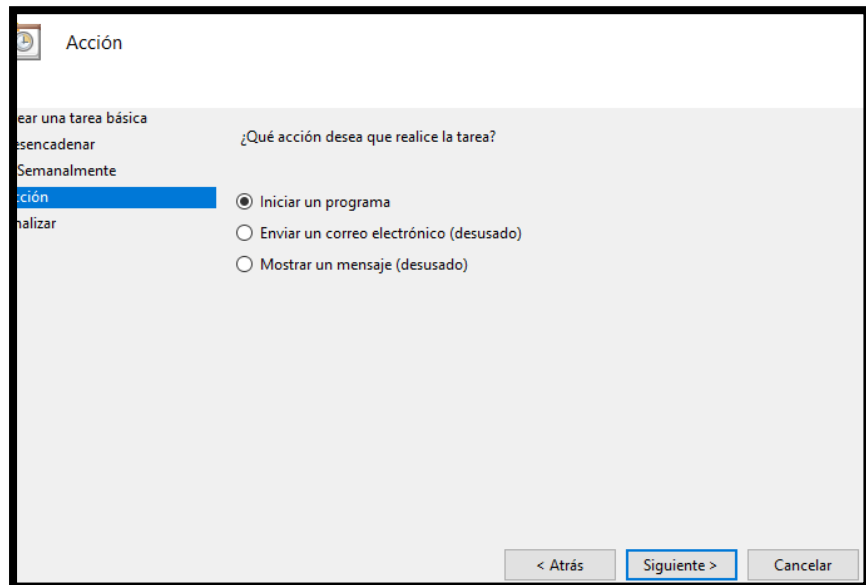 Acción
ear una tarea básica
esencadenar
Semanalmente
cción
nalizar
¿Qué acción desea que realice la tarea?
Iniciar un programa
Enviar un correo electrónico (desusado)
Mostrar un mensaje (desusado)
< Atrás
Siguiente >
Cancelar